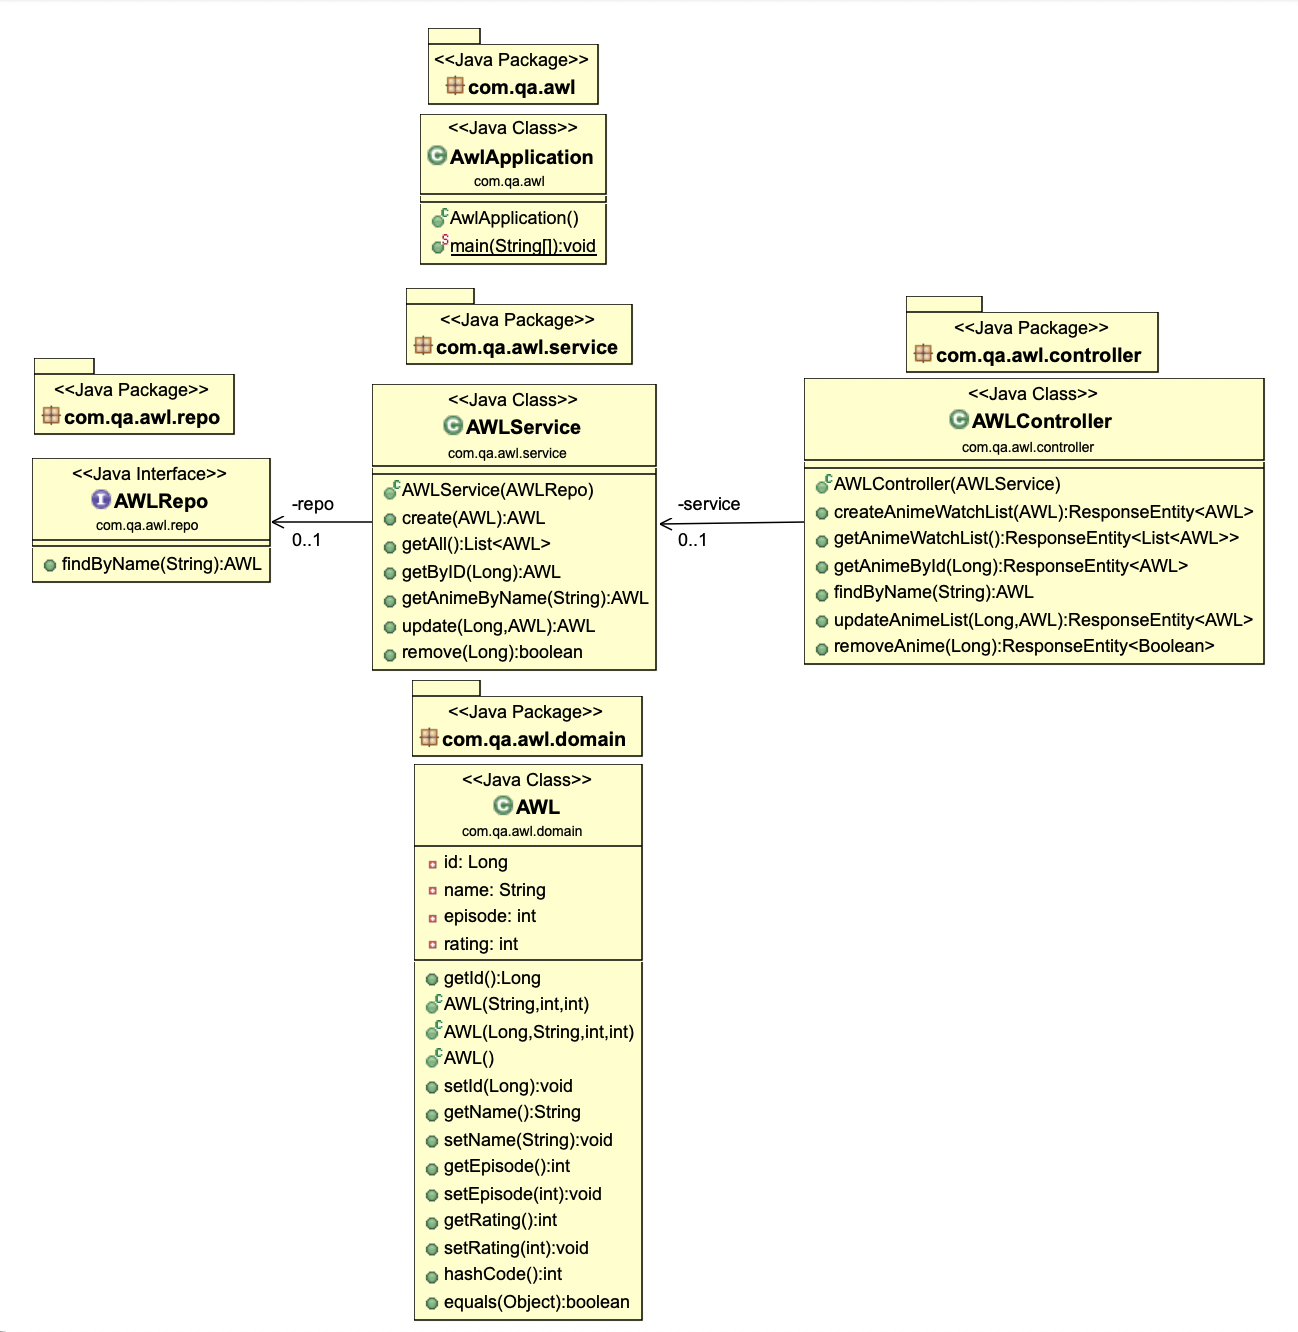 <<Java Package>>
com.qa.awl
<<Java Class>>
AwlApplication
com.qa.awl
AwlApplication()
main(String[]):void
<<Java Package>>
com.qa.awl.service
<<Java Package>>
com.qa.awl.controller
<<Java Package>>
com.qa.awl.repo
<<Java Interface>>
AWLRepo
com.qa.awl.repo
findByName(String):AWL
-repo
0..1
<<Java Class>>
AWLService
com.qa.awl.service
AWLService(AWLRepo)
create(AWL):AWL
getAll():List<AWL>
getByID(Long):AWL
getAnimeByName(String):AWL
update(Long,AWL):AWL
remove(Long):boolean
-service
0..1
<<Java Class>>
AWLController
com.qa.awl.controller
AWLController(AWLService)
createAnimeWatchList(AWL):ResponseEntity<AWL>
getAnimeWatchList():ResponseEntity<List<AWL>>
getAnimeById(Long):ResponseEntity<AWL>
findByName(String):AWL
updateAnimeList(Long,AWL):ResponseEntity<AWL>
removeAnime(Long):ResponseEntity<Boolean>
<<Java Package>>
com.qa.awl.domain
<<Java Class>>
AWL
com.qa.awl.domain
id: Long
name: String
episode: int
rating: int
getId():Long
AWL(String,int,int)
AWL(Long,String,int,int)
AWL()
setId(Long):void
getName():String
setName(String):void
getEpisode():int
setEpisode(int):void
getRating():int
setRating(int):void
hashCode():int
equals(Object):boolean